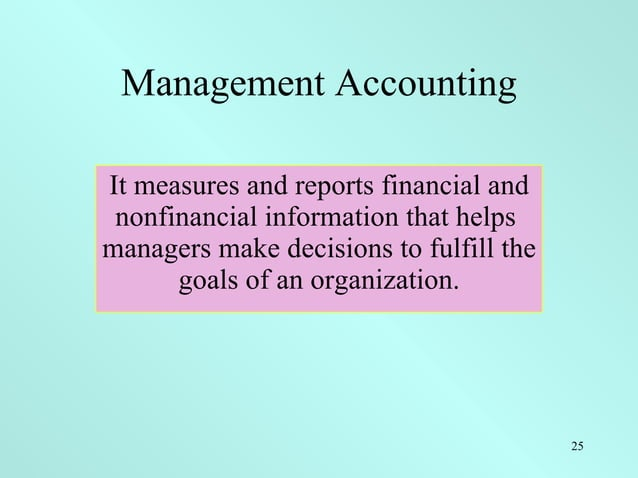 Management Accounting
It measures and reports financial and
nonfinancial information that helps
managers make decisions to fulfill the
goals of an organization.
25